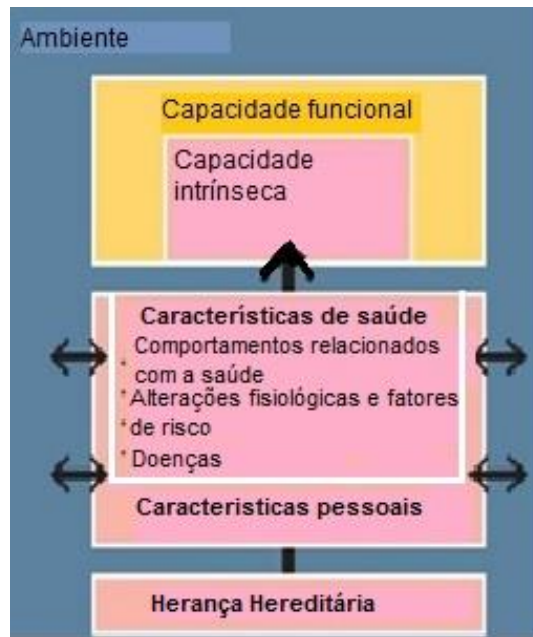 Ambiente
Capacidade funcional
Capacidade
intrínseca
Características de saúde
Comportamentos relacionados
com a saúde
Alterações fisiológicas e fatores
de risco
Doenças
Caracteristicas pessoais
Herança Hereditária